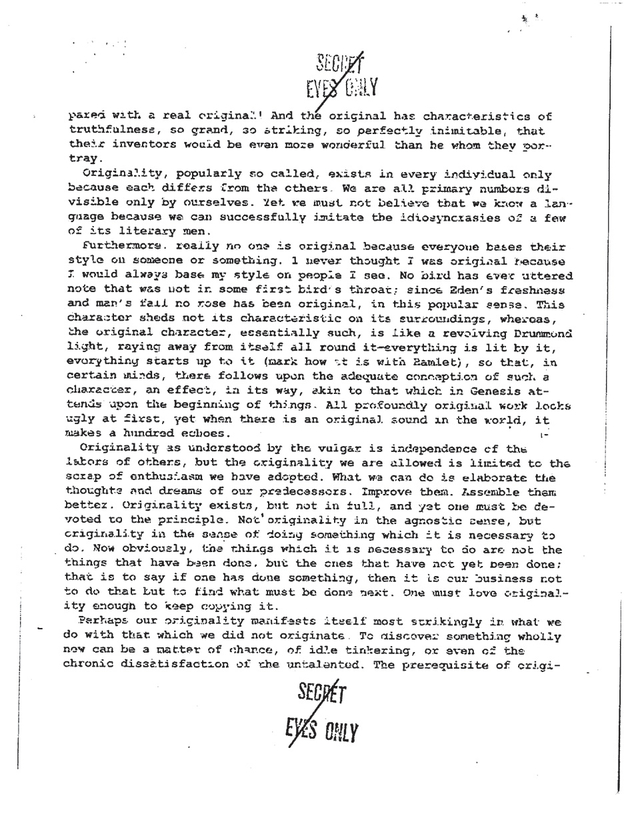 SECRET
EYES ONLY
pared with a real original! And the original has characteristics of
truthfulness, so grand, so striking, so perfectly inimitable, that
their inventors would be even more wonderful than he whom they por-
tray.
Originality, popularly so called, exists in every individual only
because each differs from the others. We are all primary numbers di-
visible only by ourselves. Yet we must not believe that we know a lan-
guage because we can successfully imitate the idiosyncrasies of a few
of its literary men.
Furthermore. really no one is original because everyone bases their
style on someone or something. I never thought I was original because
I would always base my style on people I see. No bird has ever uttered
note that was not in some first bird's throat; since Eden's freshness
and man's fall no rose has been original, in this popular sense. This
character sheds not its characteristic on its surroundings, whereas,
the original character, essentially such, is like a revolving Drummond
light, raying away from itself all round it—everything is lit by it,
everything starts up to it (mark how it is with Hamlet), so that, in
certain minds, there follows upon the adequate conception of such a
character, an effect, in its way, akin to that which in Genesis at-
tends upon the beginning of things. All profoundly original work looks
ugly at first, yet when there is an original sound in the world, it
makes a hundred echoes.
Originality as understood by the vulgar is independence of the
labors of others, but the originality we are allowed is limited to the
scrap of enthusiasm we have adopted. What we can do is elaborate the
thoughts and dreams of our predecessors. Improve them. Assemble them
better. Originality exists, but not in full, and yet one must be de-
voted to the principle. Not originality in the agnostic sense, but
originality in the sense of doing something which it is necessary to
do. Now obviously, the things which it is necessary to do are not the
things that have been done, but the ones that have not yet been done;
that is to say if one has done something, then it is our business not
to do that but to find what must be done next. One must love original-
ity enough to keep copying it.
Perhaps our originality manifests itself most strikingly in what we
do with that which we did not originate. To discover something wholly
new can be a matter of chance, of idle tinkering, or even of the
chronic dissatisfaction of the untalented. The prerequisite of origi-
SECRET
EYES ONLY